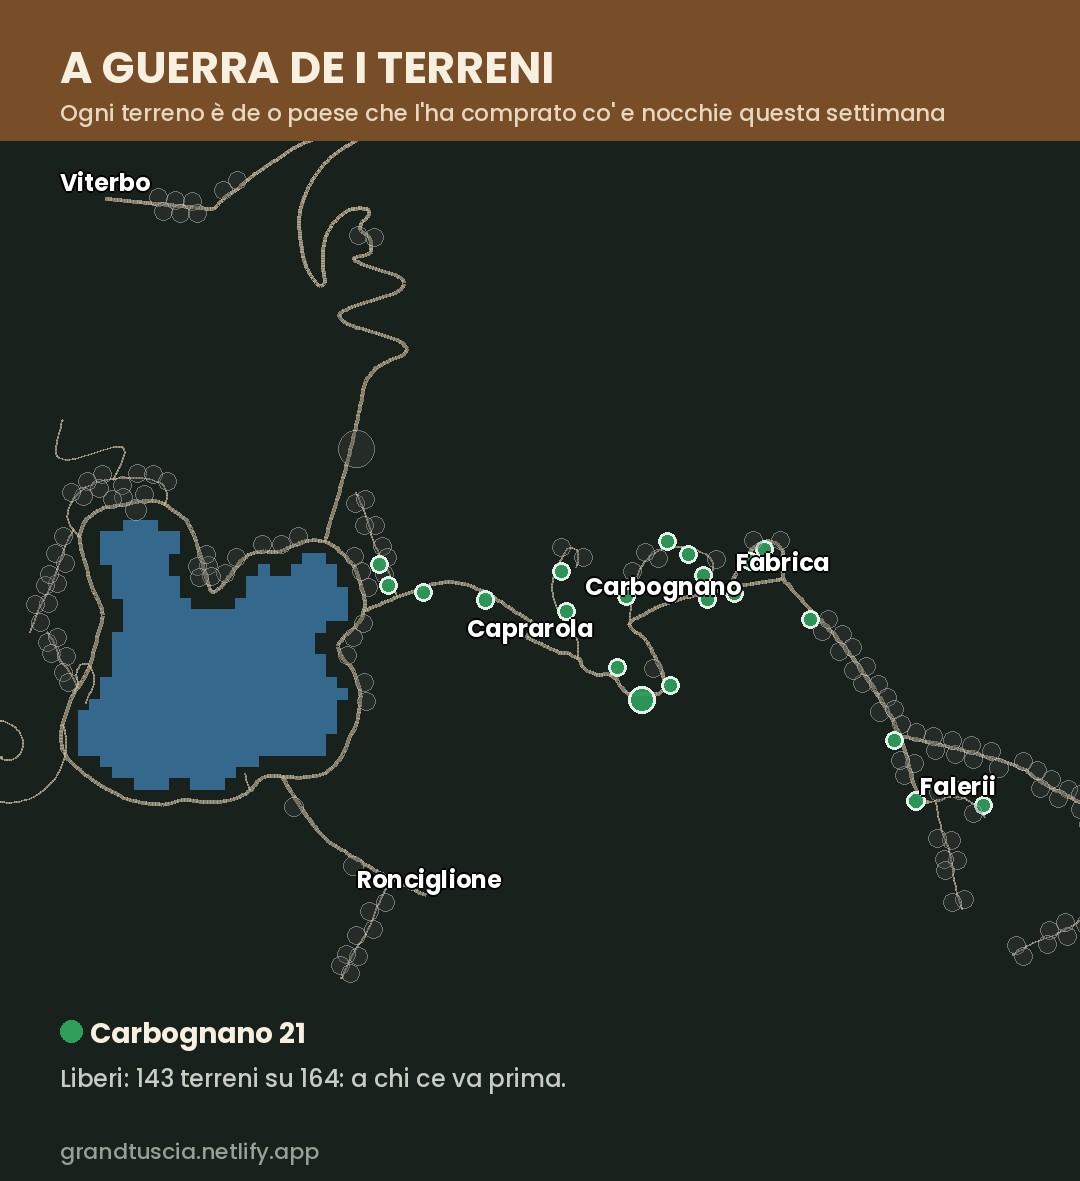 A GUERRA DE I TERRENI
Ogni terreno è de o paese che l'ha comprato co' e nocchie questa settimana
Viterbo
Fabrica
Carbognano
Caprarola
Falerii
Ronciglione
Carbognano 21
Liberi: 143 terreni su 164: a chi ce va prima.
grandtuscia.netlify.app